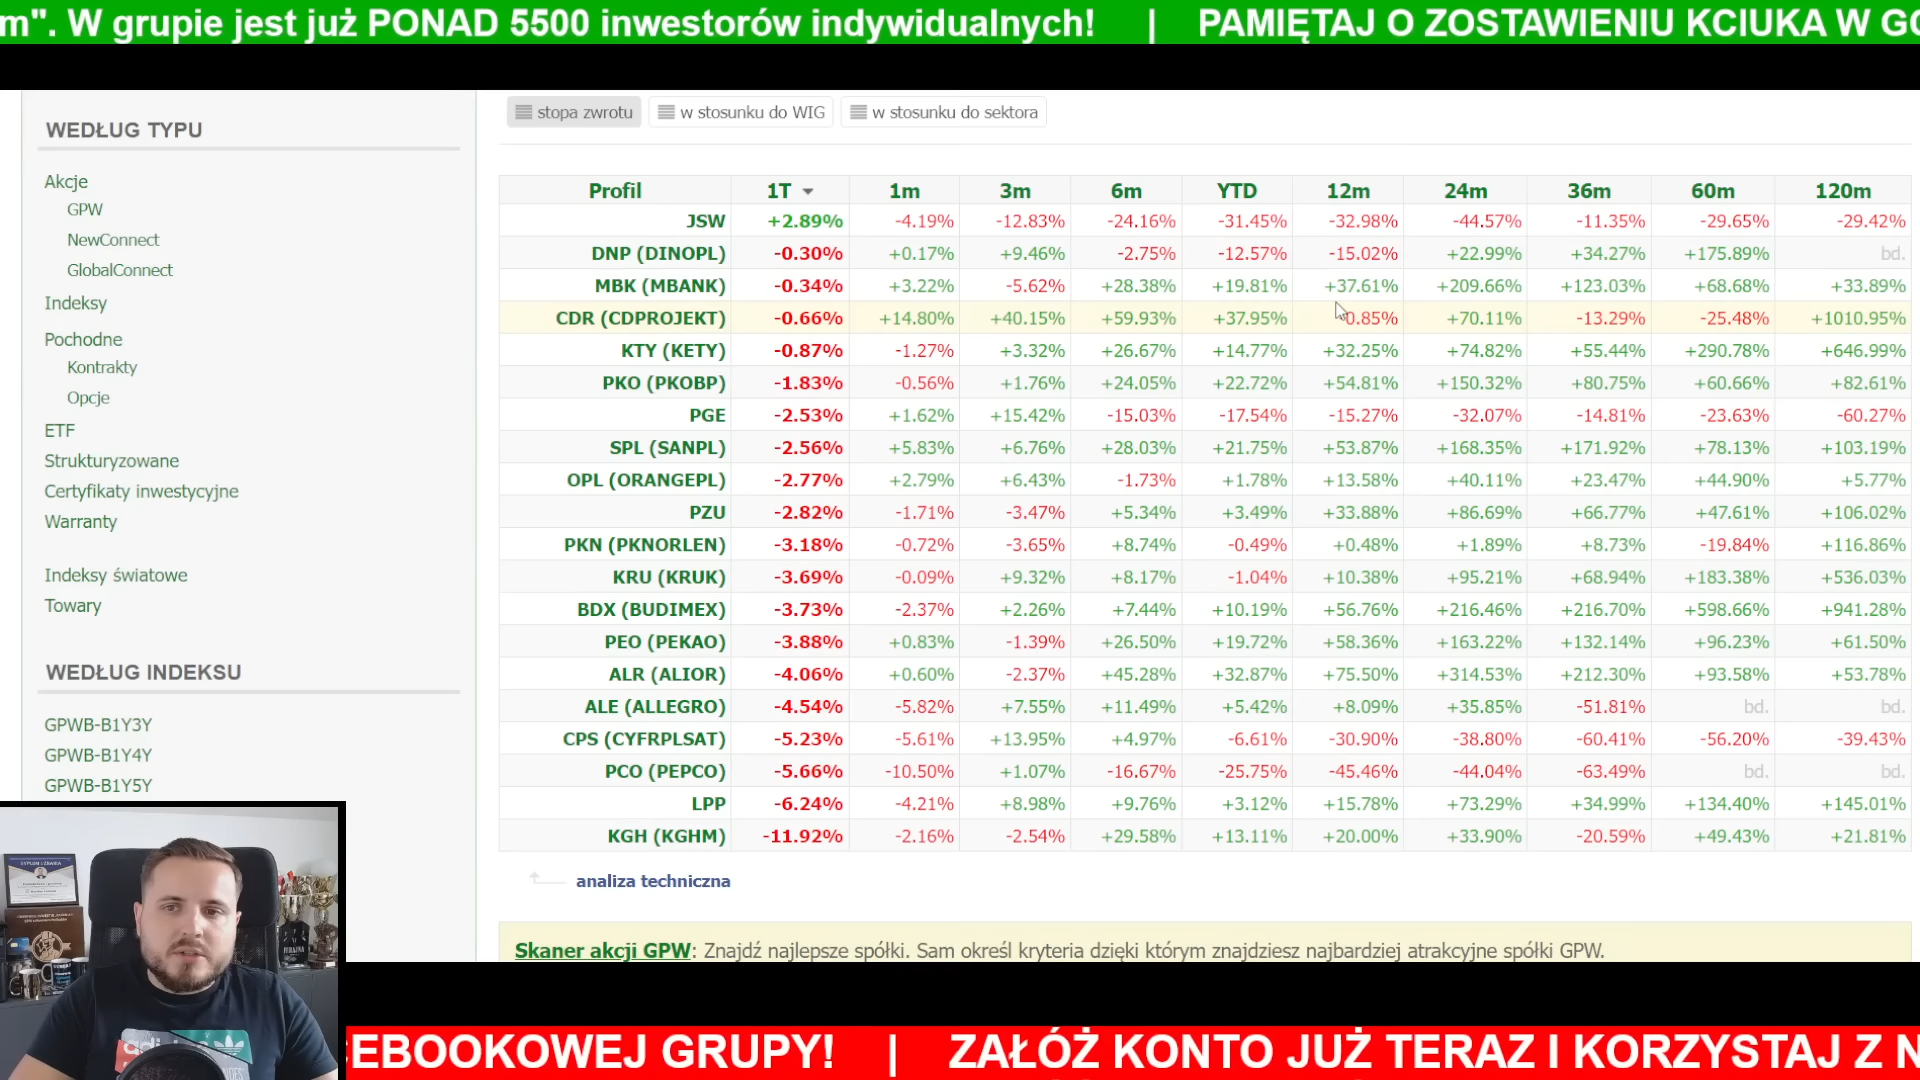 m". W grupie jest już PONAD 5500 inwestorów indywidualnych! | PAMIĘTAJ O ZOSTAWIENIU KCIUKA W GÓ
WEDŁUG TYPU
Akcje
GPW
NewConnect
GlobalConnect
Indeksy
Pochodne
Kontrakty
Opcje
ETF
Strukturyzowane
Certyfikaty inwestycyjne
Warranty
Indeksy światowe
Towary
WEDŁUG INDEKSU
GPWB-B1Y3Y
GPWB-B1Y4Y
GPWB-B1Y5Y
stopa zwrotu w stosunku do WIG w stosunku do sektora
Profil 1T 1m 3m 6m YTD 12m 24m 36m 60m 120m
JSW +2.89% -4.19% -12.83% -24.16% -31.45% -32.98% -44.57% -11.35% -29.65% -29.42%
DNP (DINOPL) -0.30% +0.17% +9.46% -2.75% -12.57% -15.02% +22.99% +34.27% +175.89% bd.
MBK (MBANK) -0.34% +3.22% -5.62% +28.38% +19.81% +37.61% +209.66% +123.03% +68.68% +33.89%
CDR (CDPROJEKT) -0.66% +14.80% +40.15% +59.93% +37.95% 0.85% +70.11% -13.29% -25.48% +1010.95%
KTY (KETY) -0.87% -1.27% +3.32% +26.67% +14.77% +32.25% +74.82% +55.44% +290.78% +646.99%
PKO (PKOBP) -1.83% -0.56% +1.76% +24.05% +22.72% +54.81% +150.32% +80.75% +60.66% +82.61%
PGE -2.53% +1.62% +15.42% -15.03% -17.54% -15.27% -32.07% -14.81% -23.63% -60.27%
SPL (SANPL) -2.56% +5.83% +6.76% +28.03% +21.75% +53.87% +168.35% +171.92% +78.13% +103.19%
OPL (ORANGEPL) -2.77% +2.79% +6.43% -1.73% +1.78% +13.58% +40.11% +23.47% +44.90% +5.77%
PZU -2.82% -1.71% -3.47% +5.34% +3.49% +33.88% +86.69% +66.77% +47.61% +106.02%
PKN (PKNORLEN) -3.18% -0.72% -3.65% +8.74% -0.49% +0.48% +1.89% +8.73% -19.84% +116.86%
KRU (KRUK) -3.69% -0.09% +9.32% +8.17% -1.04% +10.38% +95.21% +68.94% +183.38% +536.03%
BDX (BUDIMEX) -3.73% -2.37% +2.26% +7.44% +10.19% +56.76% +216.46% +216.70% +598.66% +941.28%
PEO (PEKAO) -3.88% +0.83% -1.39% +26.50% +19.72% +58.36% +163.22% +132.14% +96.23% +61.50%
ALR (ALIOR) -4.06% +0.60% -2.37% +45.28% +32.87% +75.50% +314.53% +212.30% +93.58% +53.78%
ALE (ALLEGRO) -4.54% -5.82% +7.55% +11.49% +5.42% +8.09% +35.85% -51.81% bd. bd.
CPS (CYFRPLSAT) -5.23% -5.61% +13.95% +4.97% -6.61% -30.90% -38.80% -60.41% -56.20% -39.43%
PCO (PEPCO) -5.66% -10.50% +1.07% -16.67% -25.75% -45.46% -44.04% -63.49% bd. bd.
LPP -6.24% -4.21% +8.98% +9.76% +3.12% +15.78% +73.29% +34.99% +134.40% +145.01%
KGH (KGHM) -11.92% -2.16% -2.54% +29.58% +13.11% +20.00% +33.90% -20.59% +49.43% +21.81%
analiza techniczna
Skaner akcji GPW: Znajdź najlepsze spółki. Sam określ kryteria dzięki którym znajdziesz najbardziej atrakcyjne spółki GPW.
adidas
EBOOKOWEJ GRUPY! | ZAŁÓŻ KONTO JUŻ TERAZ I KORZYSTAJ Z N